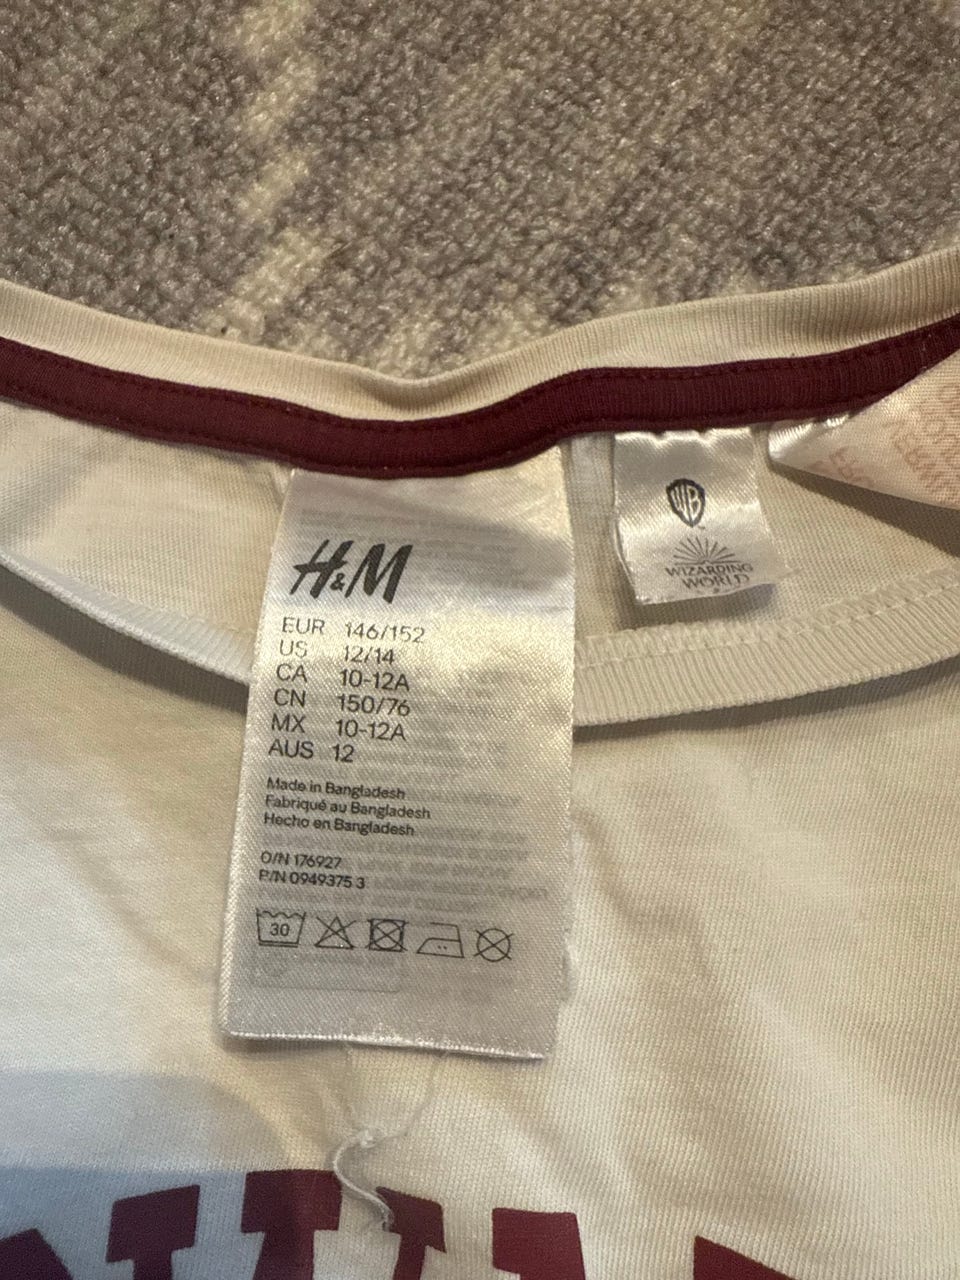 H&M
EUR 146/152
US 12/14
CA 10-12A
CN 150/76
MX 10-12A
AUS 12
Made in Bangladesh
Fabriqué au Bangladesh
Hecho en Bangladesh
O/N 176927
P/N 0949375 3
30
WB
WIZARDING
WORLD